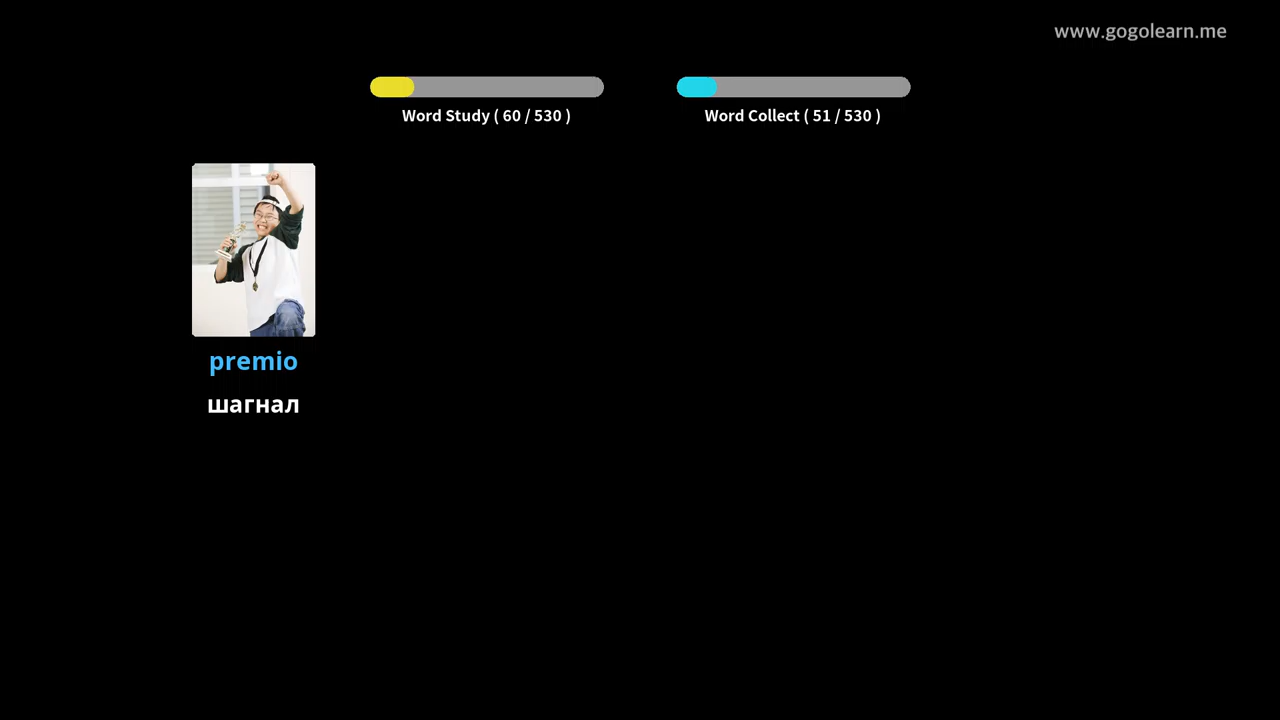 www.gogolearn.me
Word Study ( 60 / 530 )
Word Collect ( 51 / 530 )
premio
шагнал